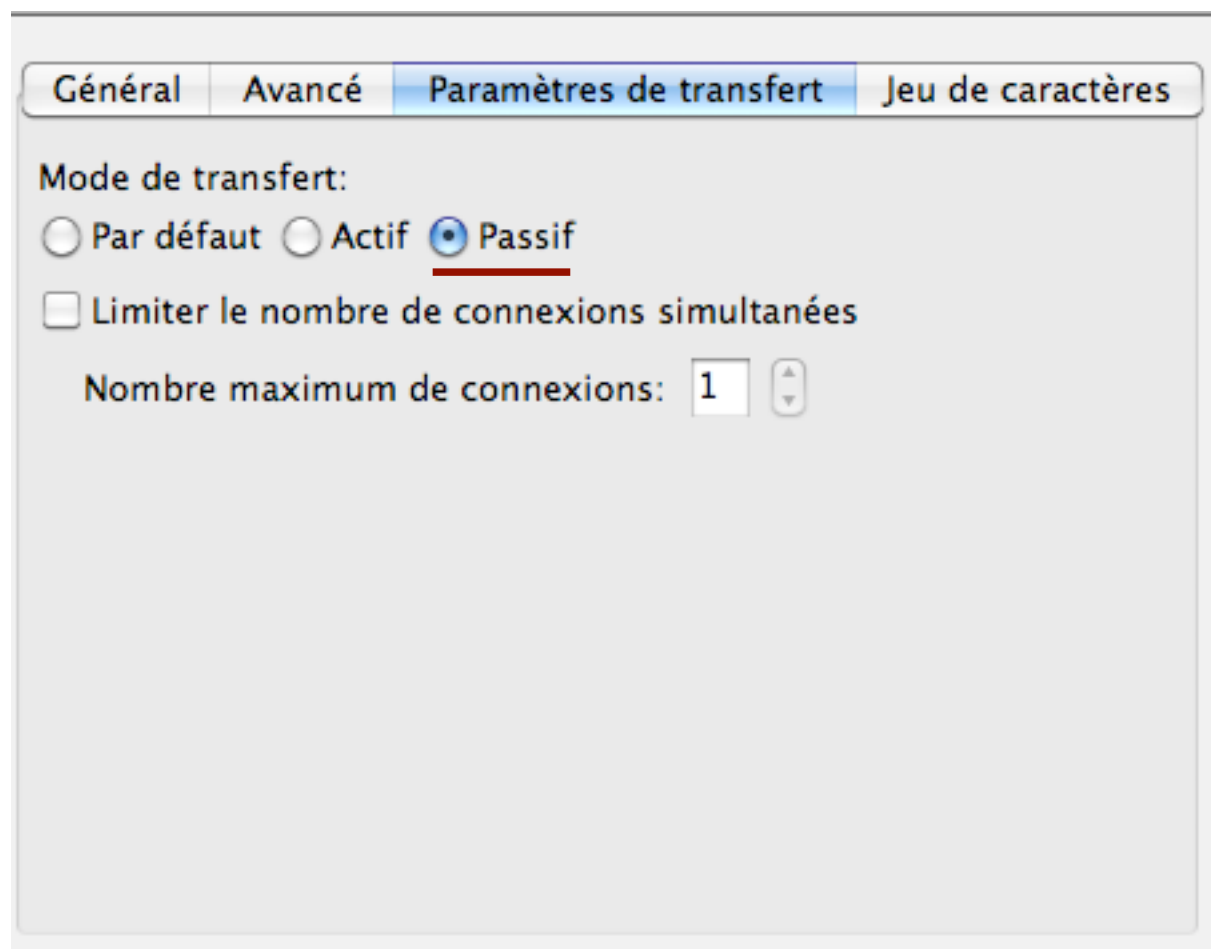 Général Avancé Paramètres de transfert Jeu de caractères
Mode de transfert:
Par défaut Actif Passif
Limiter le nombre de connexions simultanées
Nombre maximum de connexions: 1